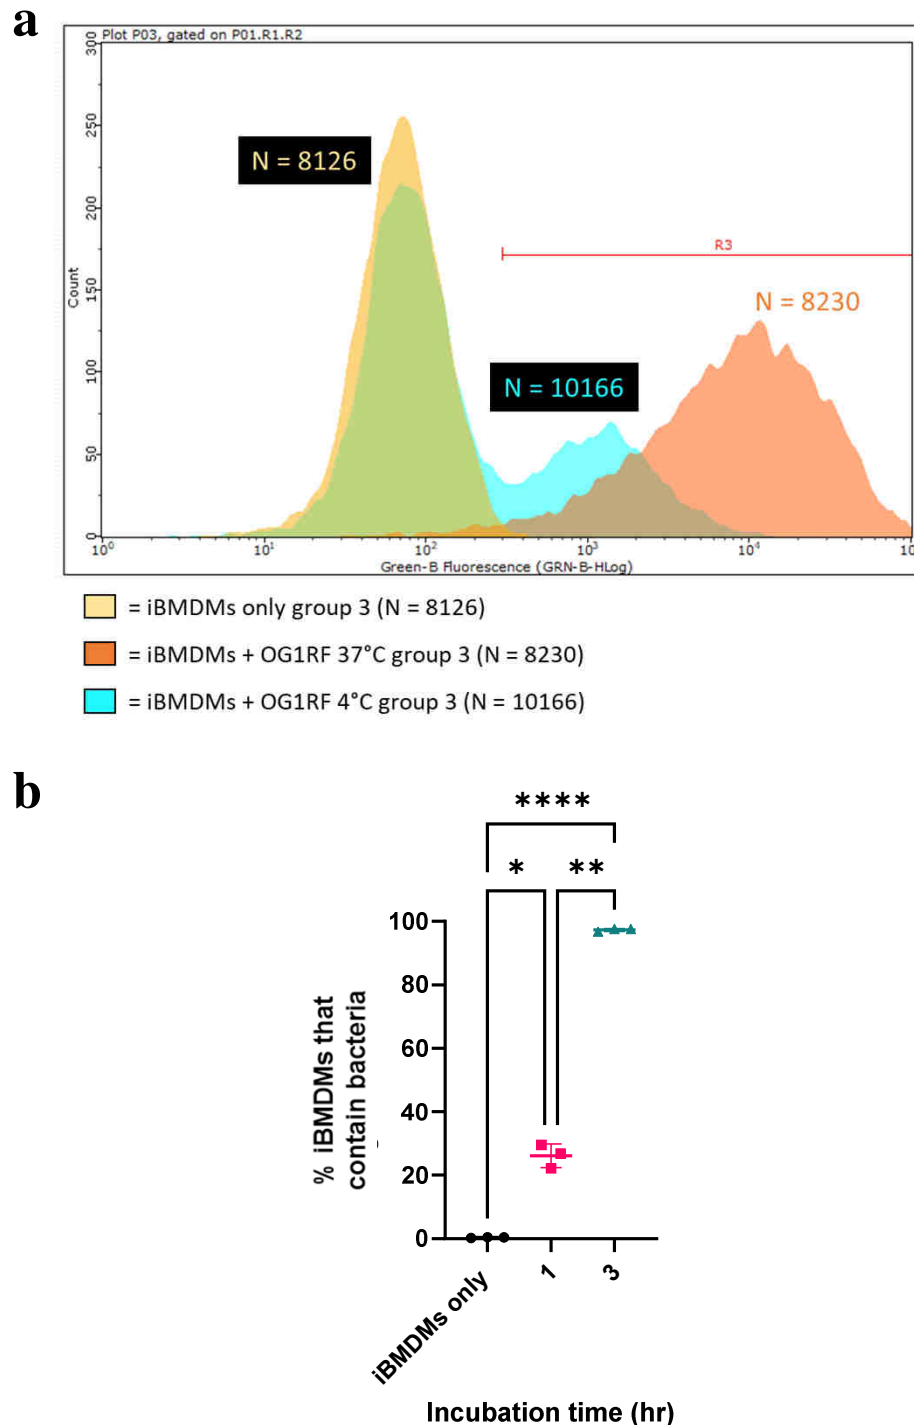 a
Plot P03, gated on P01.R1.R2
300
250
200
150
100
50
0
Count
N = 8126
R3
N = 8230
N = 10166
10⁰
10¹
10²
10³
10⁴
10
Green-B Fluorescence (GRN-B-HLog)
= iBMDMs only group 3 (N = 8126)
= iBMDMs + OG1RF 37°C group 3 (N = 8230)
= iBMDMs + OG1RF 4°C group 3 (N = 10166)
b
****
*
**
100
80
60
40
20
0
% iBMDMs that
contain bacteria
iBMDMs only
1
3
Incubation time (hr)